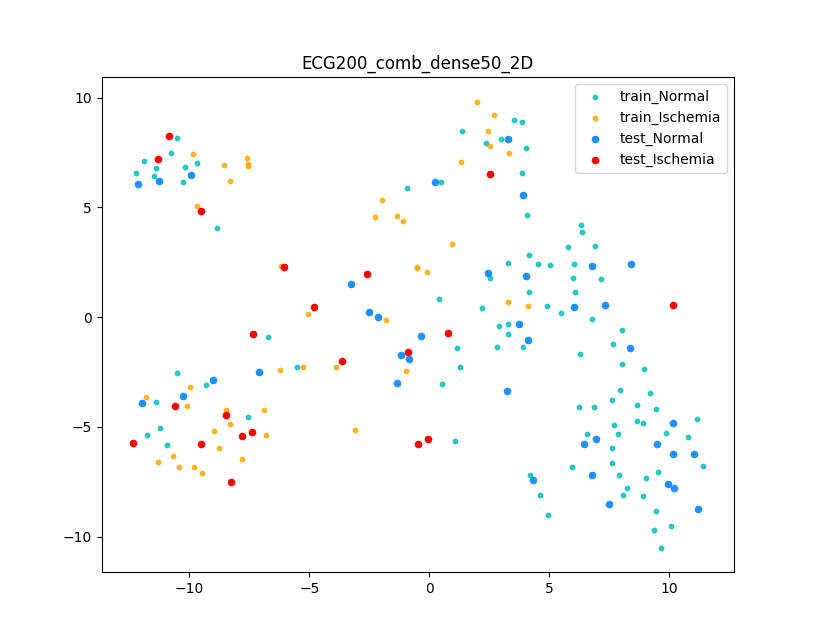 ECG200_comb_dense50_2D
train_Normal
train_Ischemia
test_Normal
test_Ischemia
10
5
0
−5
−10
−10
−5
0
5
10